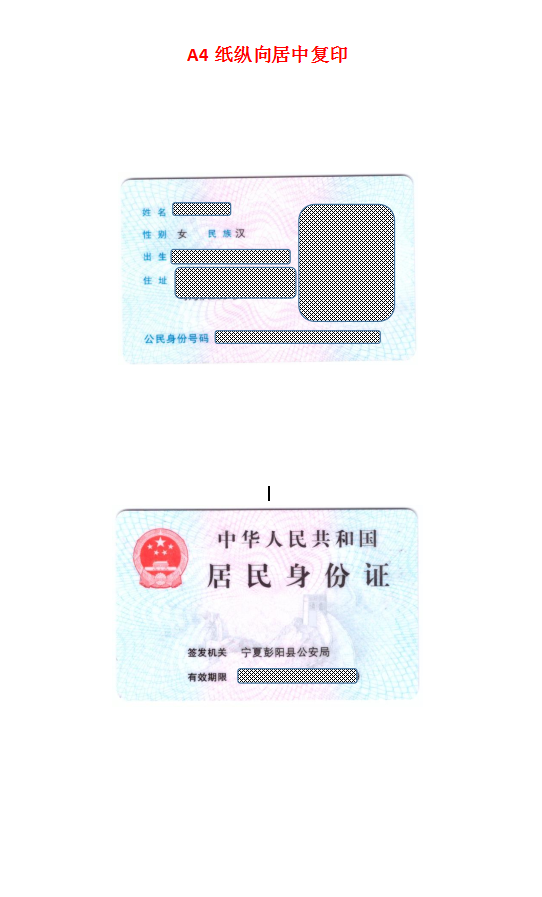 A4 纸纵向居中复印
姓 名
性 别 女 民 族 汉
出 生
住 址
公民身份号码
中华人民共和国
居民身份证
签发机关 宁夏彭阳县公安局
有效期限